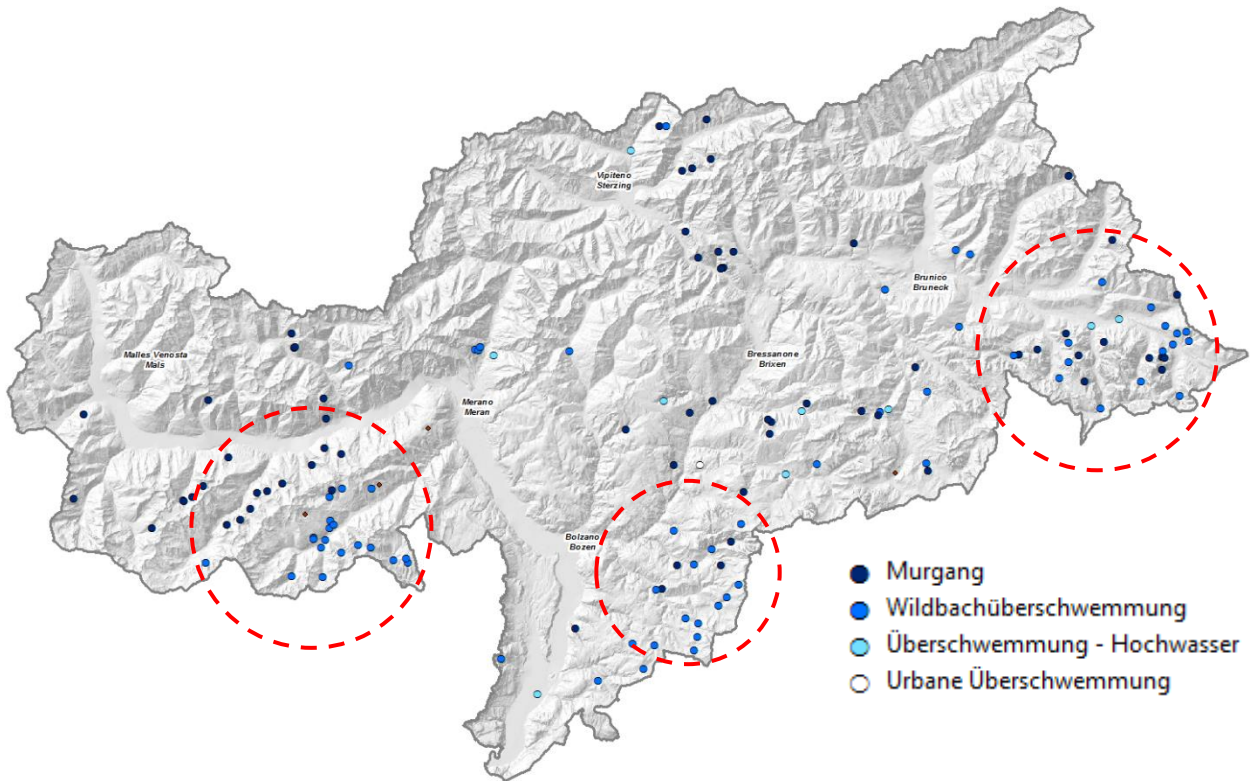 Vipiteno
Sterzing
Brunico
Bruneck
Malles Venosta
Mals
Bressanone
Brixen
Merano
Meran
Bolzano
Bozen
Murgang
Wildbachüberschwemmung
Überschwemmung - Hochwasser
Urbane Überschwemmung